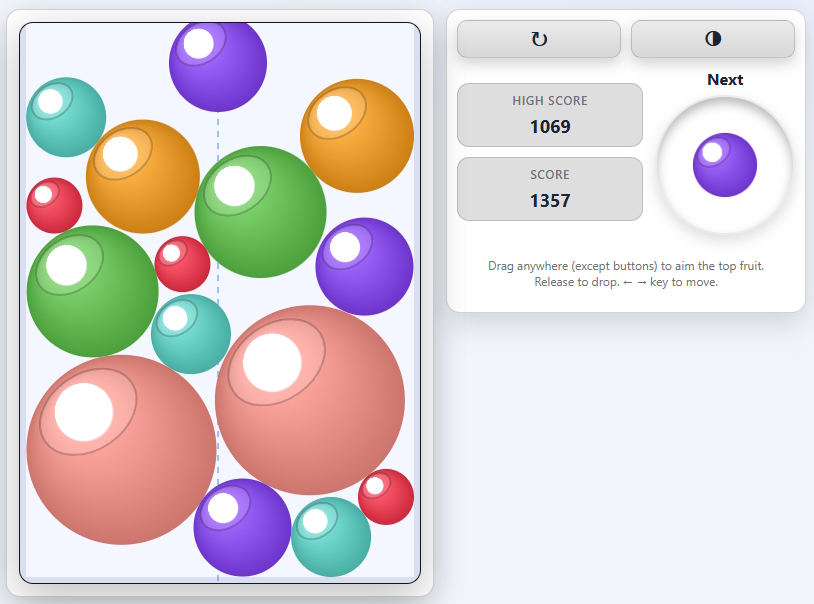 ↻
◑
Next
HIGH SCORE
1069
SCORE
1357
Drag anywhere (except buttons) to aim the top fruit.
Release to drop. ← → key to move.